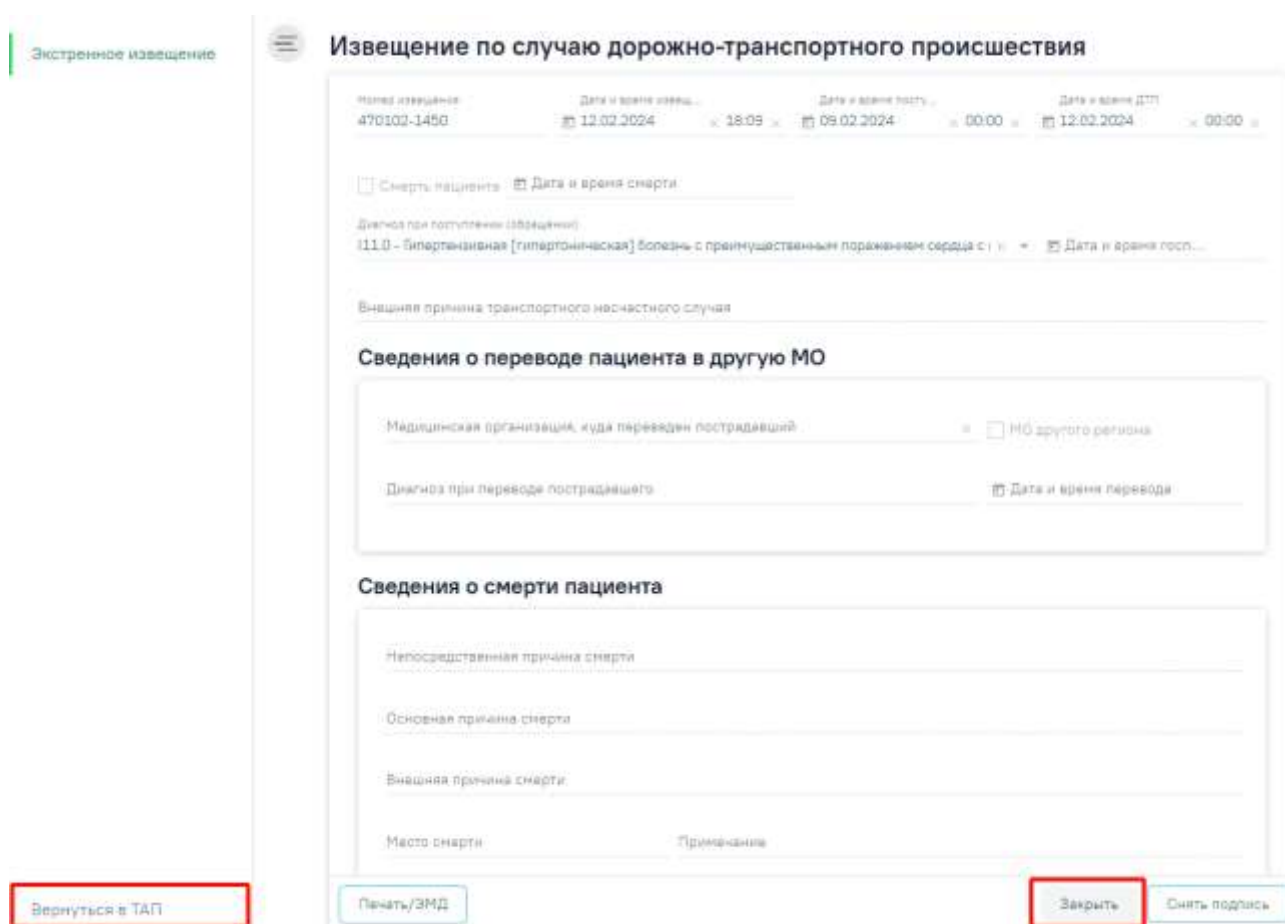 Экстренное извещение
Извещение по случаю дорожно-транспортного происшествия
Номер извещения Дата и время извещ... Дата и время посту... Дата и время ДТП
470102-1450 12.02.2024 18:09 09.02.2024 00:00 12.02.2024 00:00
Смерть пациента Дата и время смерти
Диагноз при поступлении (обращении)
I11.0 - Гипертензивная [гипертоническая] болезнь с преимущественным поражением сердца с Дата и время госп...
Внешняя причина транспортного несчастного случая
Сведения о переводе пациента в другую МО
Медицинская организация, куда переведен пострадавший МО другого региона
Диагноз при переводе пострадавшего Дата и время перевода
Сведения о смерти пациента
Непосредственная причина смерти
Основная причина смерти
Внешняя причина смерти
Место смерти Примечание
Вернуться в ТАП Печать/ЭМД Закрыть Снять подпись